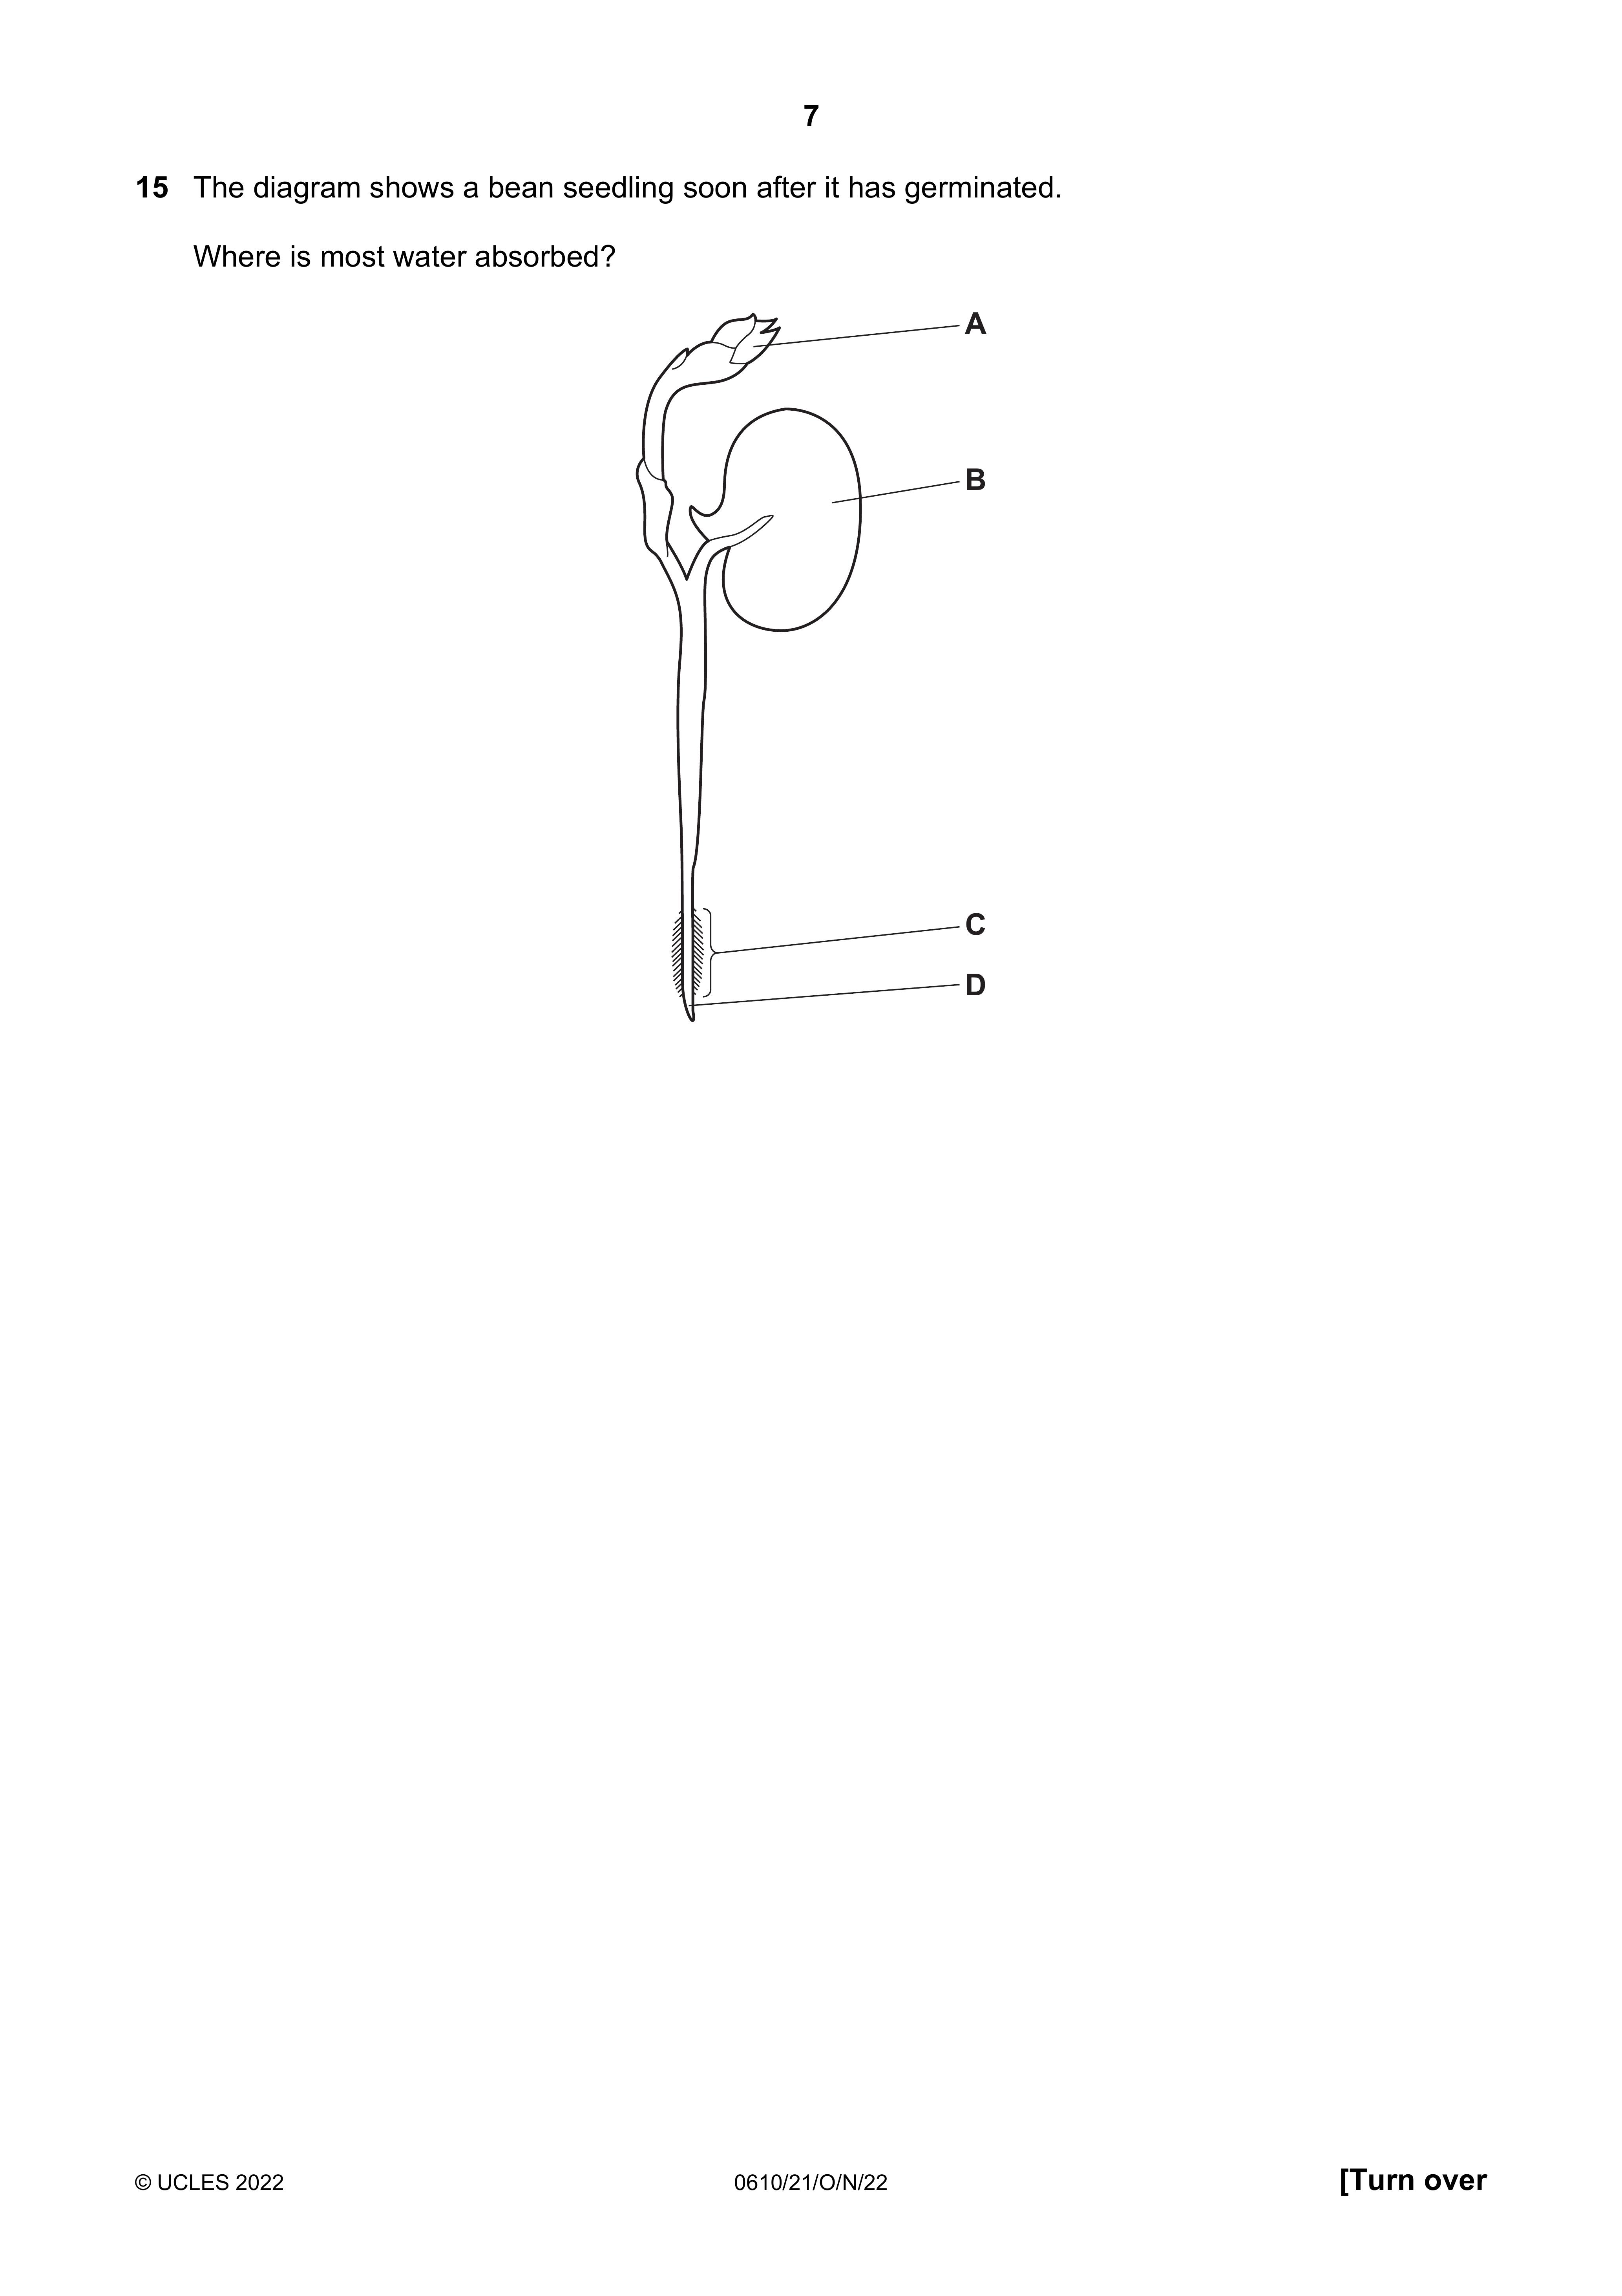 7
15 The diagram shows a bean seedling soon after it has germinated.
Where is most water absorbed?
A
B
C
D
© UCLES 2022 0610/21/O/N/22 [Turn over